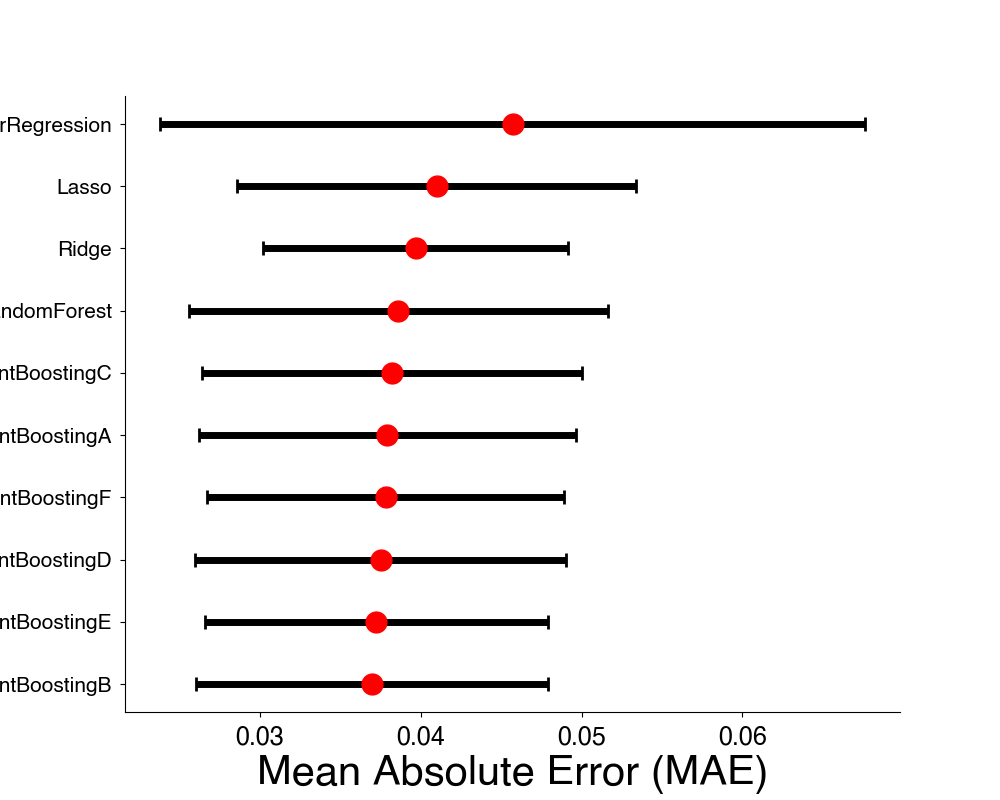 rRegression
Lasso
Ridge
ndomForest
ntBoostingC
ntBoostingA
ntBoostingF
ntBoostingD
ntBoostingE
ntBoostingB
0.03 0.04 0.05 0.06
Mean Absolute Error (MAE)